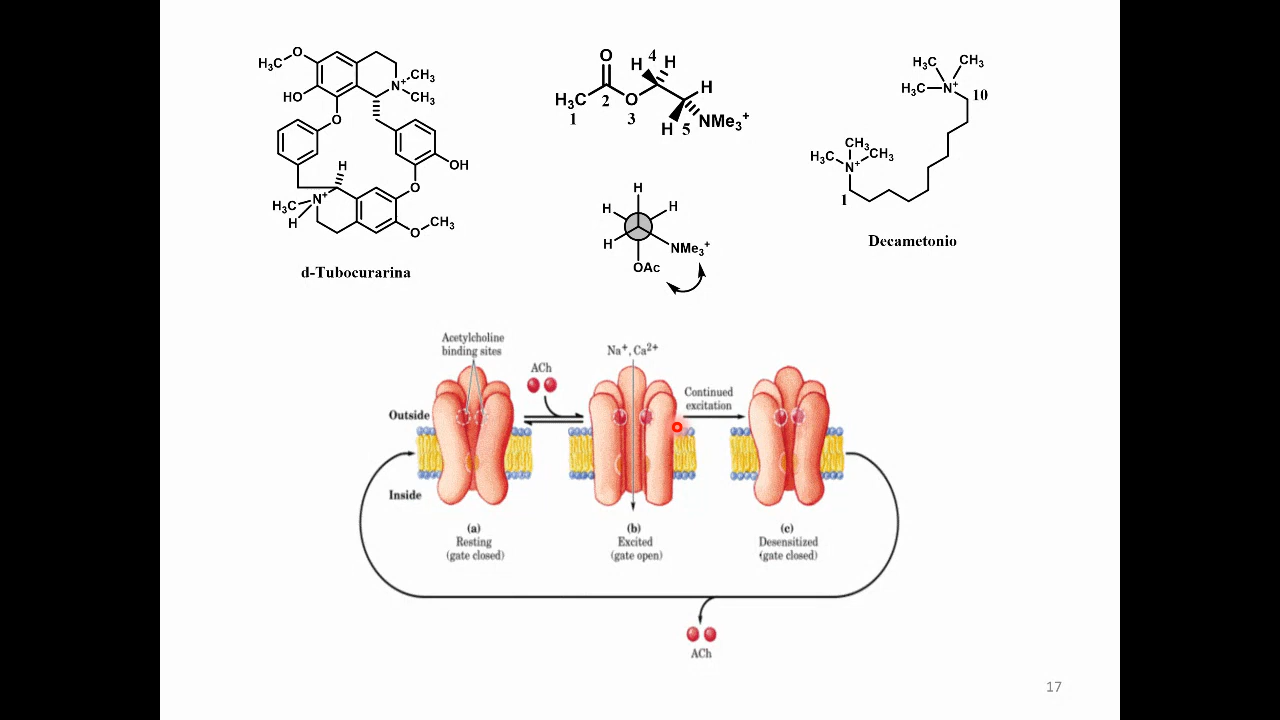 H₃C O
HO
N⁺ CH₃
CH₃
O
OH
H
H₃C N⁺
H
O
O CH₃
d-Tubocurarina
O
H 4 H
H
H₃C 2 O
1 3 H 5 NMe₃⁺
H
H H
H NMe₃⁺
OAc
H₃C CH₃
H₃C N⁺
10
CH₃
H₃C N⁺ CH₃
1
Decametonio
Acetylcholine
binding sites
ACh
Na⁺, Ca²⁺
Continued
excitation
Outside
Inside
(a)
Resting
(gate closed)
(b)
Excited
(gate open)
(c)
Desensitized
(gate closed)
ACh
17